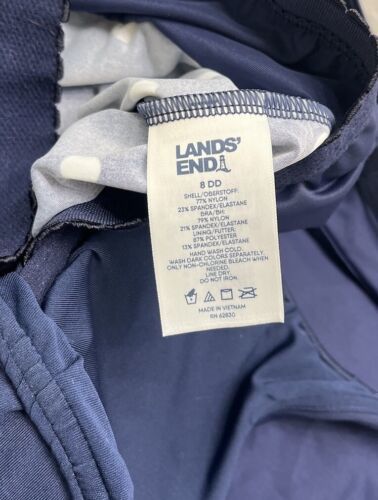 LANDS'
END
8 DD
SHELL/OBERSTOFF:
77% NYLON
23% SPANDEX/ELASTANE
BRA/BH:
79% NYLON
21% SPANDEX/ELASTANE
LINING/FUTTER:
87% POLYESTER
13% SPANDEX/ELASTANE
HAND WASH COLD.
WASH DARK COLORS SEPARATELY.
ONLY NON-CHLORINE BLEACH WHEN
NEEDED.
LINE DRY.
DO NOT IRON.
MADE IN VIETNAM
RN 62830